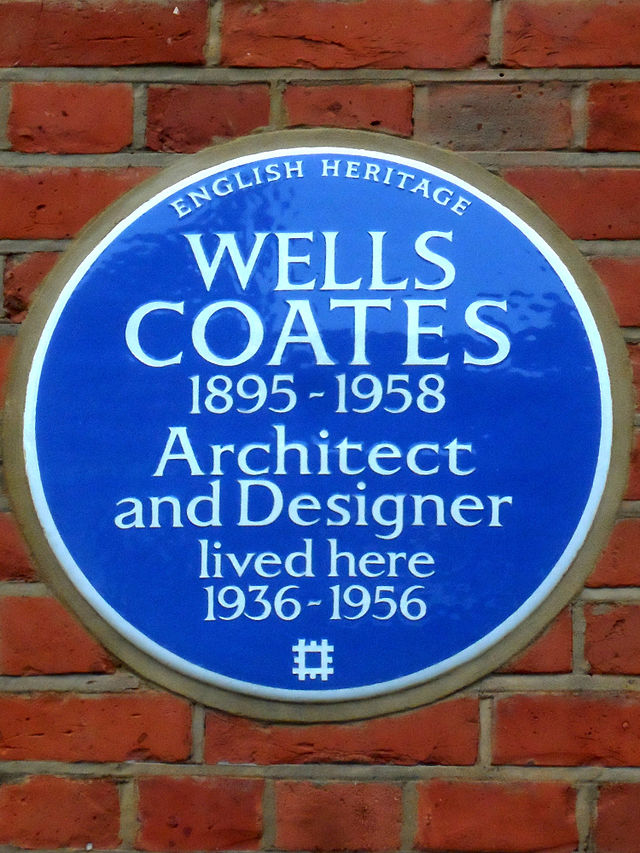 ENGLISH HERITAGE
WELLS
COATES
1895-1958
Architect
and Designer
lived here
1936-1956